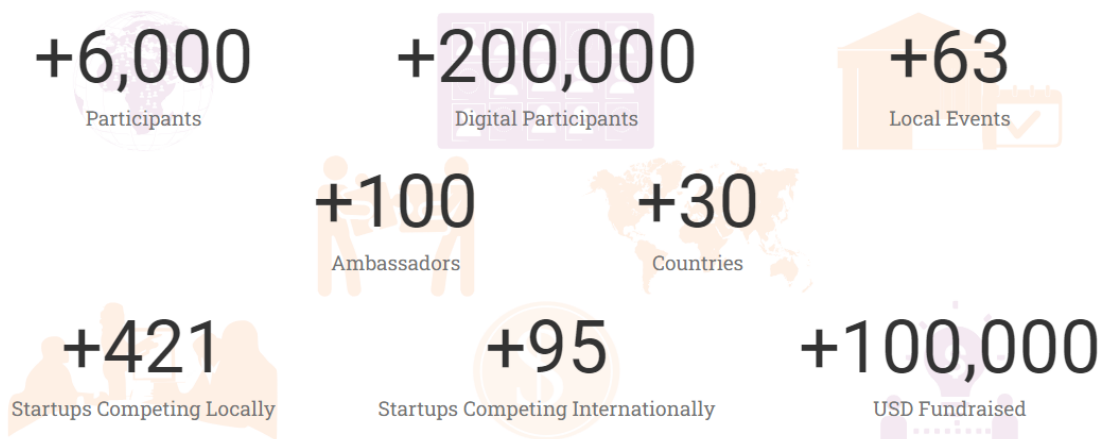 +6,000 +200,000 +63
Participants Digital Participants Local Events
+100 +30
Ambassadors Countries
+421 +95 +100,000
Startups Competing Locally Startups Competing Internationally USD Fundraised